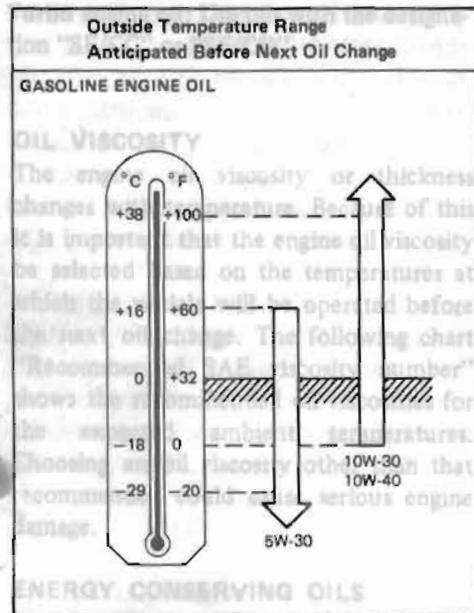 Outside Temperature Range
Anticipated Before Next Oil Change
GASOLINE ENGINE OIL
OIL VISCOSITY
The engine oil viscosity or thickness
changes with temperature. Because of this
it is important that the engine oil viscosity
be selected based on the temperatures at
which the vehicle will be operated before
the next oil change. The following chart
"Recommended SAE viscosity number"
shows the recommended oil viscosities for
the expected ambient temperatures.
Choosing an oil viscosity other than that
recommended could cause serious engine
damage.
ENERGY CONSERVING OILS
°C °F
+38 +100
+16 +60
0 +32
-18 0
-29 -20
10W-30
10W-40
5W-30